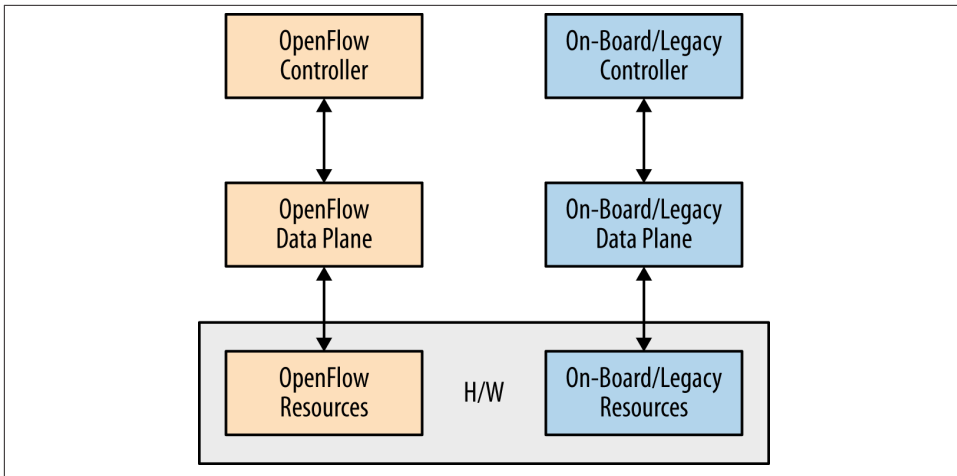 OpenFlow
Controller
On-Board/Legacy
Controller
OpenFlow
Data Plane
On-Board/Legacy
Data Plane
OpenFlow
Resources
H/W
On-Board/Legacy
Resources